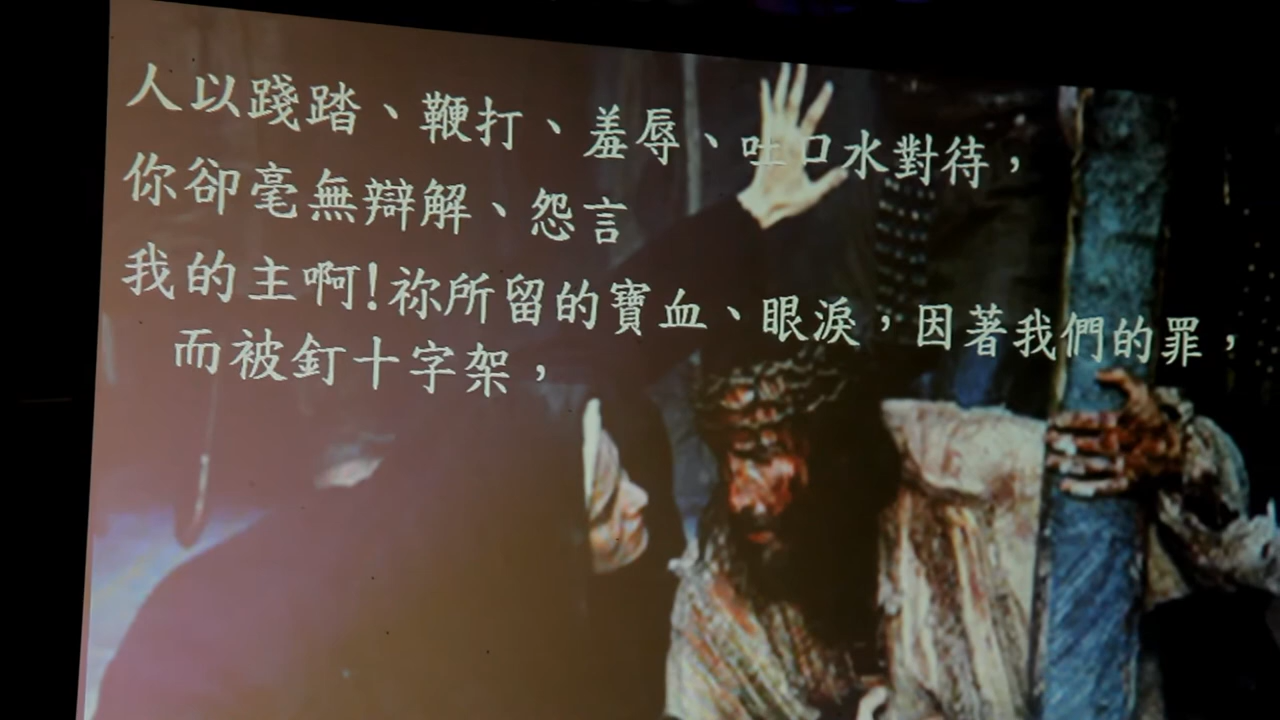 人以踐踏、鞭打、羞辱、吐口水對待，
你卻毫無辯解、怨言
我的主啊!祢所留的寶血、眼淚，因著我們的罪，
而被釘十字架，